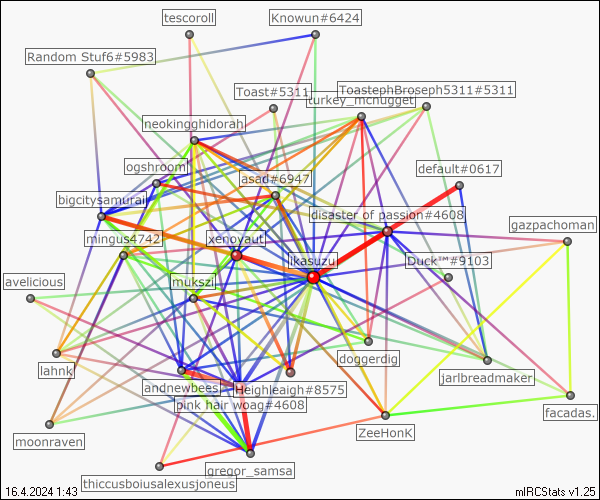 tescoroll
Knowun#6424
Random Stuf6#5983
Toast#5311
ToastephBroseph5311#5311
turkey_mcnugget
neokingghidorah
ogshroom
default#0617
asad#6947
bigcitysamurai
disaster of passion#4608
gazpachoman
mingus4742
xenovaut
ikasuzu
Duck™#9103
avelicious
mukszi
lahnk
doggerdig
jarlbreadmaker
andnewbees
Heighleaigh#8575
pink hair woag#4608
facadas.
moonraven
ZeeHonK
gregor_samsa
thiccusboiusalexusjoneus
16.4.2024 1:43
mIRCStats v1.25